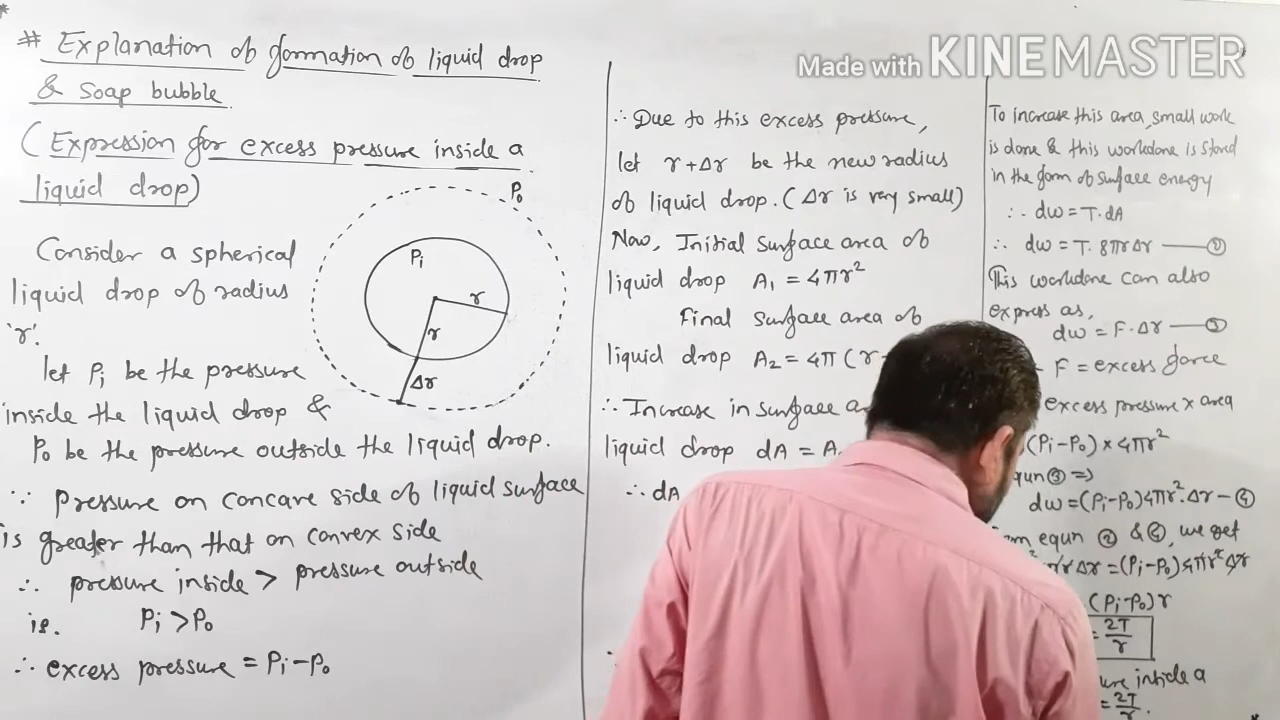 # Explanation of formation of liquid drop
& Soap bubble
(Expression for excess pressure inside a
liquid drop)
Consider a spherical
liquid drop of radius
'r'.
let Pi be the pressure
inside the liquid drop &
P₀ be the pressure outside the liquid drop.
∵ pressure on concave side of liquid surface
is greater than that on convex side
∴ pressure inside > pressure outside
ie. Pi > P₀
∴ excess pressure = Pi - P₀
P₀
Pi
r
r
Δr
∴ Due to this excess pressure,
let r+Δr be the new radius
of liquid drop. (Δr is very small)
Now, Initial surface area of
liquid drop A₁ = 4πr²
Final surface area of
liquid drop A₂ = 4π(r
∴ Increase in surface
liquid drop dA = A
∴ dA
Made with KINEMASTER
To increase this area, small work
is done & this workdone is stored
in the form of surface energy
∴ dw = T·dA
∴ dw = T·8πrΔr —②
This workdone can also
express as,
dw = F·Δr —③
F = excess force
excess pressure × area
(Pi-P₀) × 4πr²
equn ③ ⇒
dw = (Pi-P₀)4πr²·Δr —④
equn ② & ④, we get
πrΔr = (Pi-P₀)4πr²Δr
(Pi-P₀)r
= 2T/r
inside a
= 2T/r.